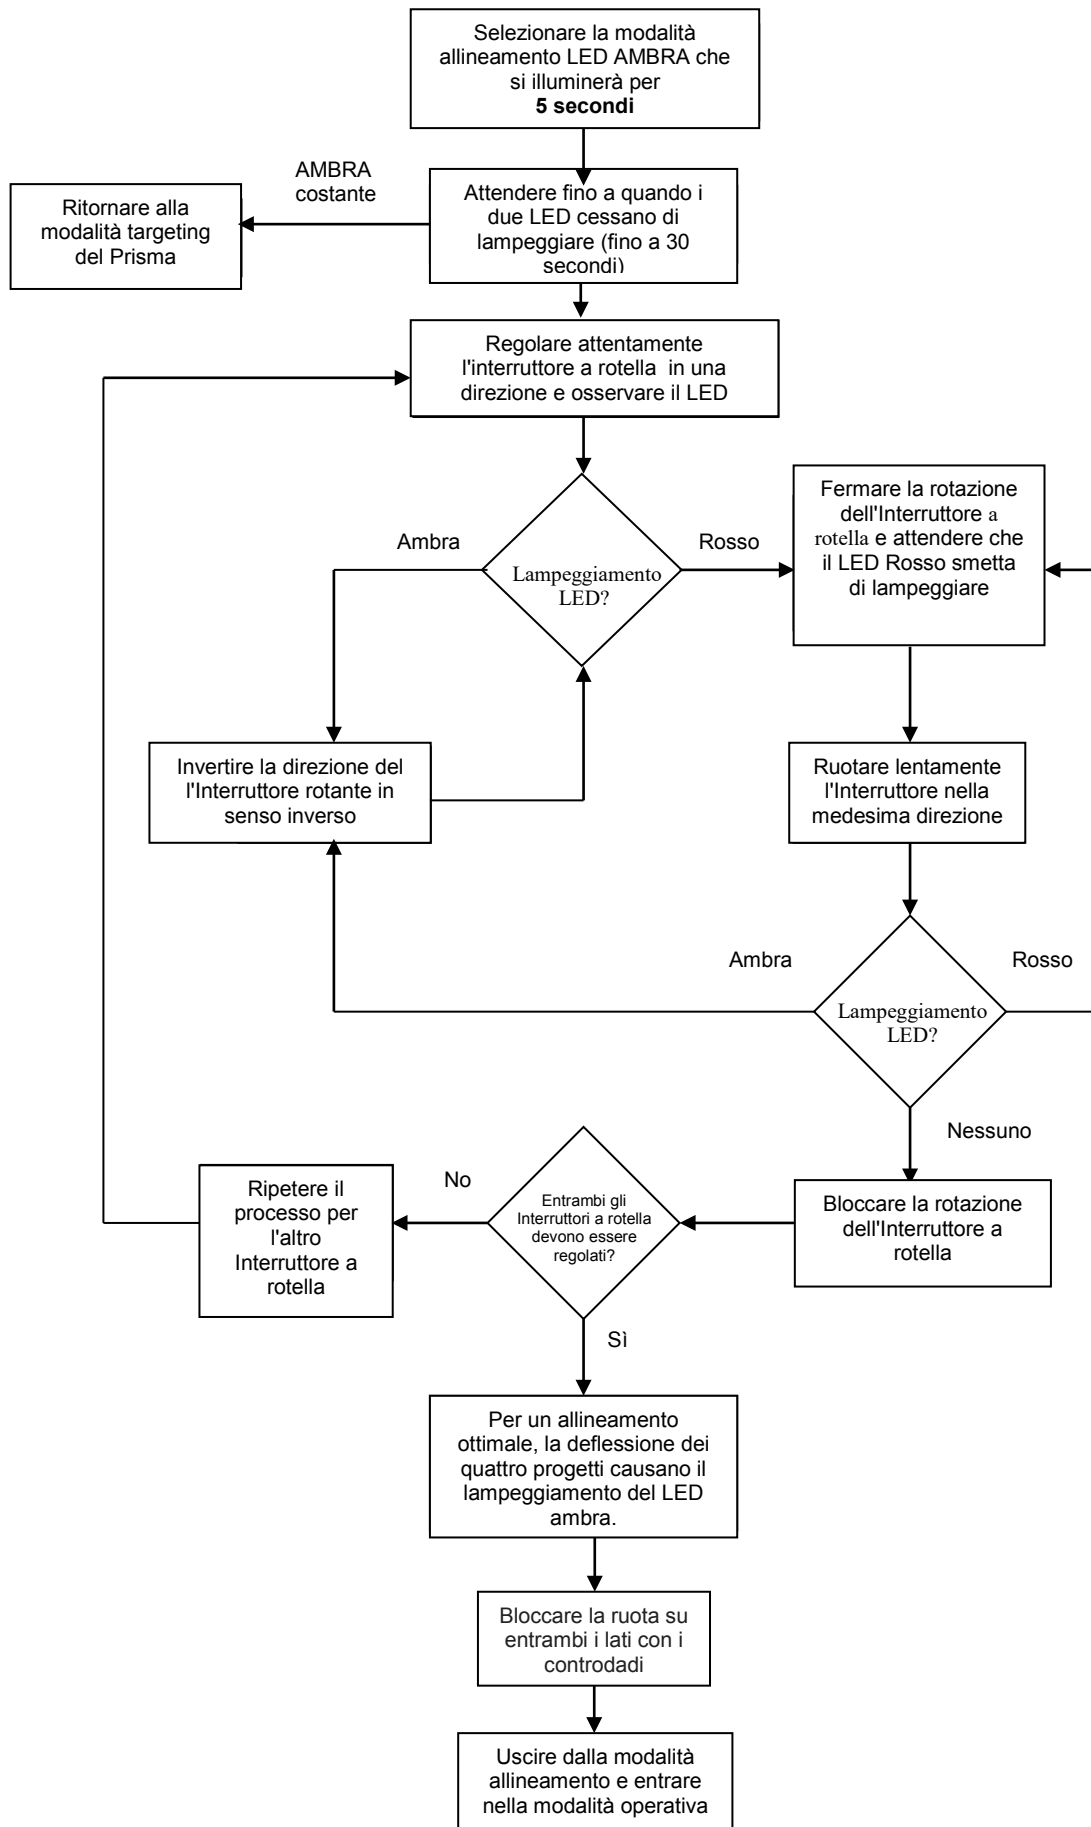 Selezionare la modalità
allineamento LED AMBRA che
si illuminerà per
5 secondi
AMBRA
costante
Ritornare alla
modalità targeting
del Prisma
Attendere fino a quando i
due LED cessano di
lampeggiare (fino a 30
secondi)
Regolare attentamente
l'interruttore a rotella in una
direzione e osservare il LED
Ambra
Lampeggiamento
LED?
Rosso
Fermare la rotazione
dell'Interruttore a
rotella e attendere che
il LED Rosso smetta
di lampeggiare
Invertire la direzione del
l'Interruttore rotante in
senso inverso
Ruotare lentamente
l'Interruttore nella
medesima direzione
Ambra
Lampeggiamento
LED?
Rosso
Nessuno
Bloccare la rotazione
dell'Interruttore a
rotella
Entrambi gli
Interruttori a rotella
devono essere
regolati?
No
Ripetere il
processo per
l'altro
Interruttore a
rotella
Sì
Per un allineamento
ottimale, la deflessione dei
quattro progetti causano il
lampeggiamento del LED
ambra.
Bloccare la ruota su
entrambi i lati con i
controdadi
Uscire dalla modalità
allineamento e entrare
nella modalità operativa